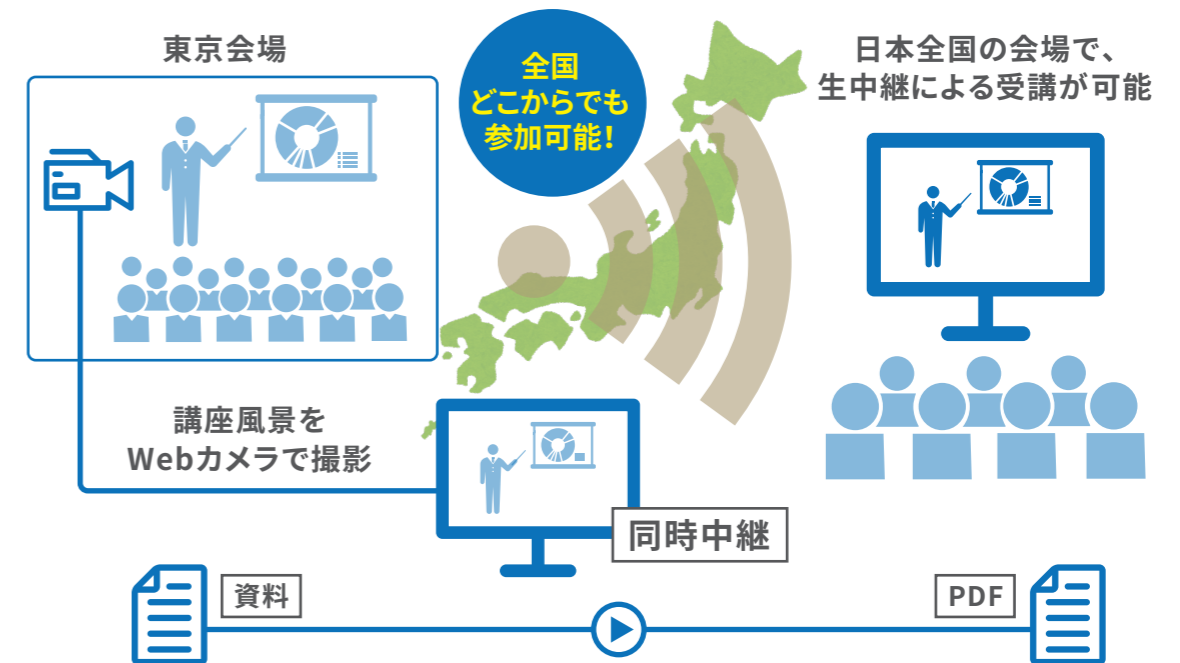 東京会場
全国
どこからでも
参加可能！
日本全国の会場で、
生中継による受講が可能
講座風景を
Webカメラで撮影
同時中継
資料
PDF